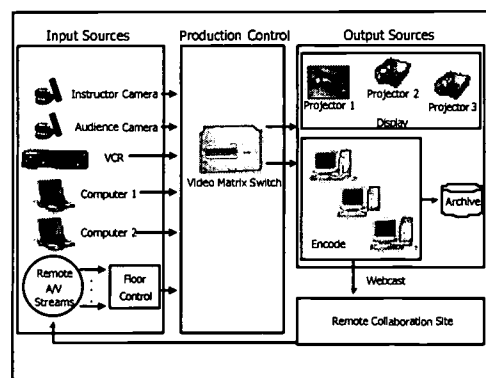 Input Sources
Production Control
Output Sources
Instructor Camera
Audience Camera
VCR
Computer 1
Computer 2
Remote
A/V
Streams
Floor
Control
Video Matrix Switch
Projector 1
Projector 2
Projector 3
Display
Encode
Archive
Webcast
Remote Collaboration Site